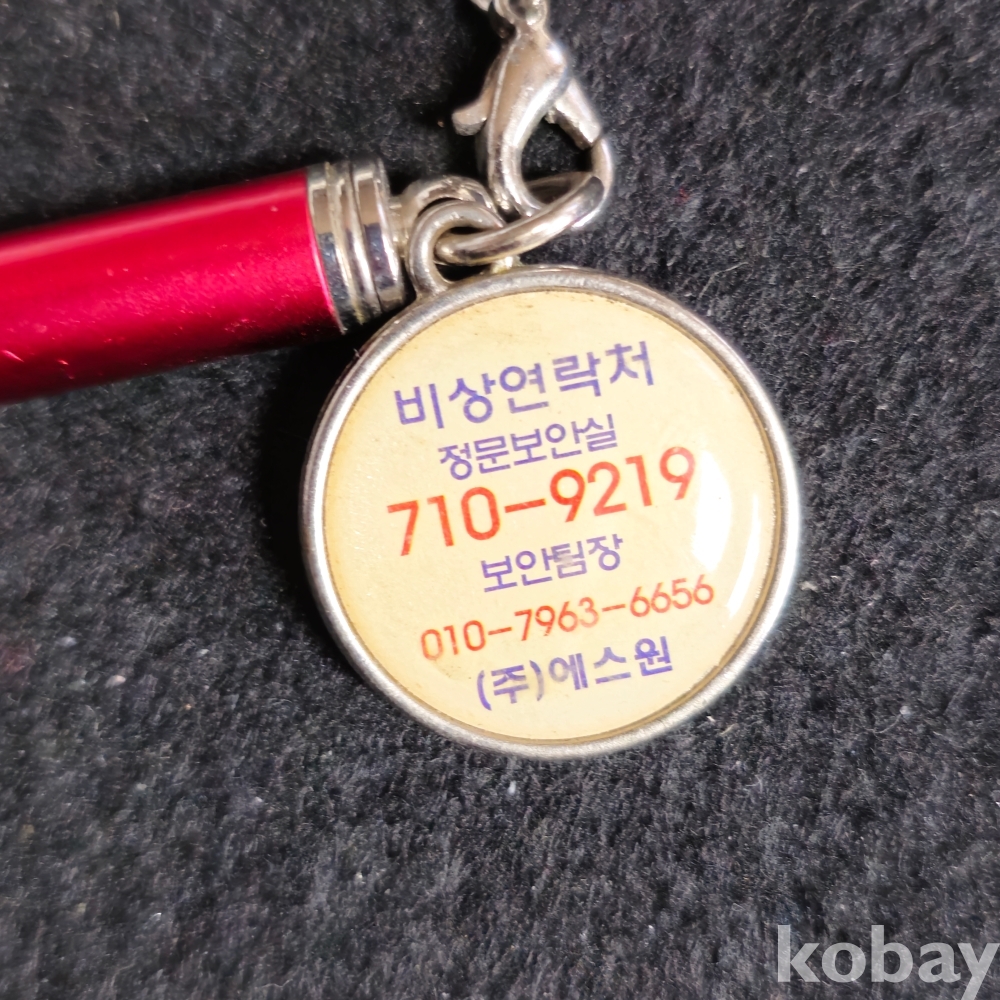 비상연락처
정문보안실
710-9219
보안팀장
010-7963-6656
(주)에스원
kobay